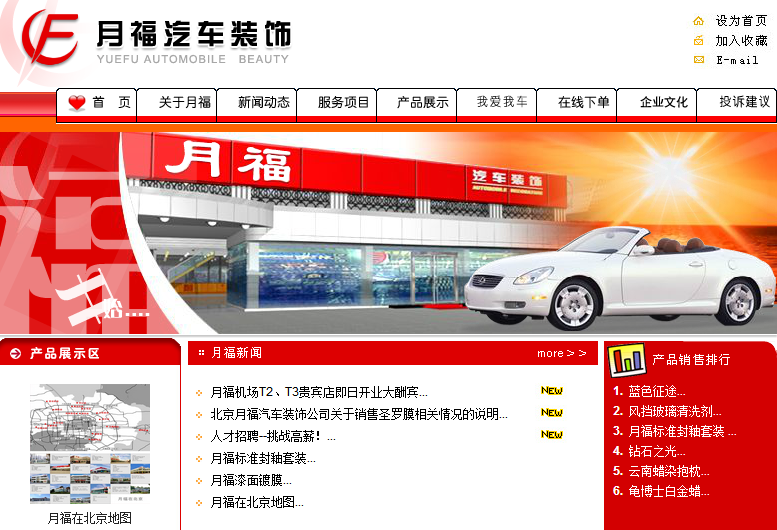 月福汽车装饰
YUEFU AUTOMOBILE BEAUTY
设为首页
加入收藏
E-mail
首 页 关于月福 新闻动态 服务项目 产品展示 我爱我车 在线下单 企业文化 投诉建议
月福
汽车装饰
AUTOMOBILE DECORATION
产品展示区
月福在北京地图
月福新闻 more>>
月福机场T2、T3贵宾店即日开业大酬宾... NEW
北京月福汽车装饰公司关于销售圣罗膜相关情况的说明... NEW
人才招聘--挑战高薪！... NEW
月福标准封釉套装...
月福漆面镀膜...
月福在北京地图...
产品销售排行
1. 蓝色征途...
2. 风挡玻璃清洗剂...
3. 月福标准封釉套装 ...
4. 钻石之光...
5. 云南蜡染抱枕...
6. 龟博士白金蜡...